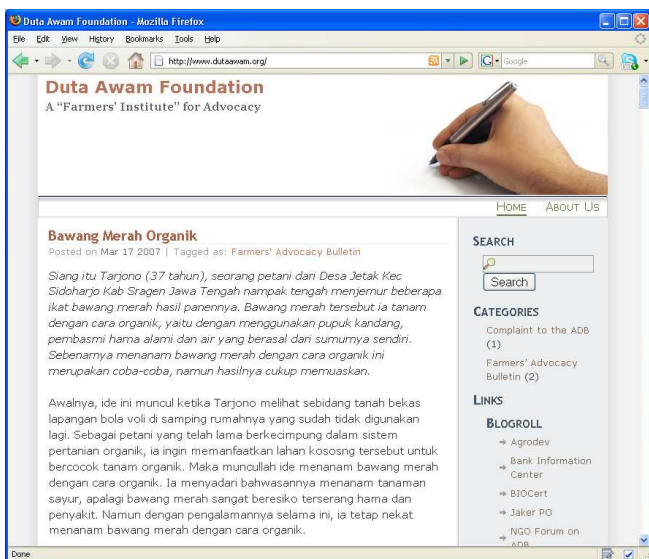 Duta Awam Foundation - Mozilla Firefox
File Edit View History Bookmarks Tools Help
http://www.dutaawam.org/
G Google
Duta Awam Foundation
A “Farmers' Institute” for Advocacy
Home About Us
Bawang Merah Organik
Posted on Mar 17 2007 | Tagged as: Farmers' Advocacy Bulletin
Siang itu Tarjono (37 tahun), seorang petani dari Desa Jetak Kec
Sidoharjo Kab Sragen Jawa Tengah nampak tengah menjemur beberapa
ikat bawang merah hasil panennya. Bawang merah tersebut ia tanam
dengan cara organik, yaitu dengan menggunakan pupuk kandang,
pembasmi hama alami dan air yang berasal dari sumurnya sendiri.
Sebenarnya menanam bawang merah dengan cara organik ini
merupakan coba-coba, namun hasilnya cukup memuaskan.
Awalnya, ide ini muncul ketika Tarjono melihat sebidang tanah bekas
lapangan bola voli di samping rumahnya yang sudah tidak digunakan
lagi. Sebagai petani yang telah lama berkecimpung dalam sistem
pertanian organik, ia ingin memanfaatkan lahan kososng tersebut untuk
bercocok tanam organik. Maka muncullah ide menanam bawang merah
dengan cara organik. Ia menyadari bahwasannya menanam tanaman
sayur, apalagi bawang merah sangat beresiko terserang hama dan
penyakit. Namun dengan pengalamannya selama ini, ia tetap nekat
menanam bawang merah dengan cara organik.
Search
Search
Categories
Complaint to the ADB
(1)
Farmers' Advocacy
Bulletin (2)
Links
Blogroll
⇒ Agrodev
⇒ Bank Information
Center
⇒ BIOCert
⇒ Jaker PO
⇒ NGO Forum on
ADB
Done